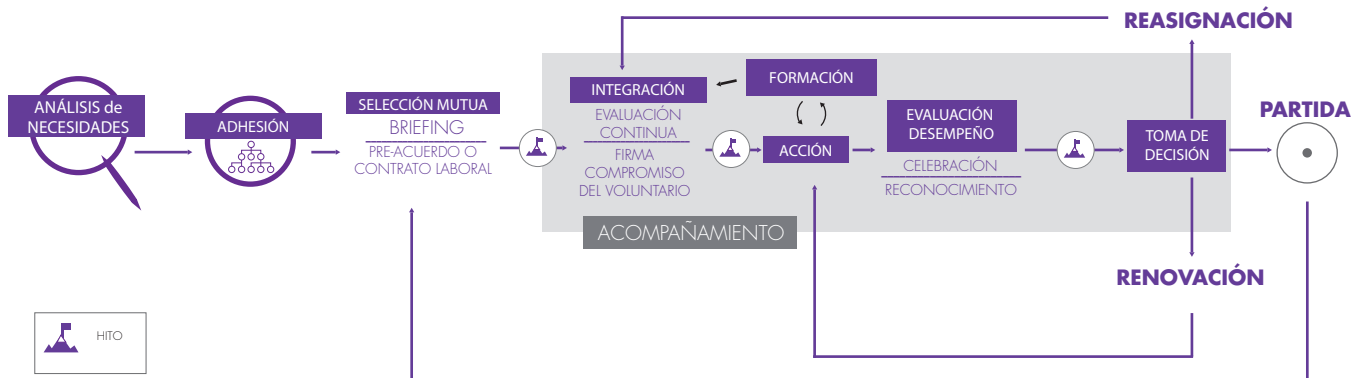 REASIGNACIÓN
ANÁLISIS de
NECESIDADES
ADHESIÓN
SELECCIÓN MUTUA
BRIEFING
PRE-ACUERDO O
CONTRATO LABORAL
INTEGRACIÓN
EVALUACIÓN
CONTINUA
FIRMA
COMPROMISO
DEL VOLUNTARIO
FORMACIÓN
ACCIÓN
EVALUACIÓN
DESEMPEÑO
CELEBRACIÓN
RECONOCIMIENTO
TOMA DE
DECISIÓN
PARTIDA
ACOMPAÑAMIENTO
RENOVACIÓN
HITO